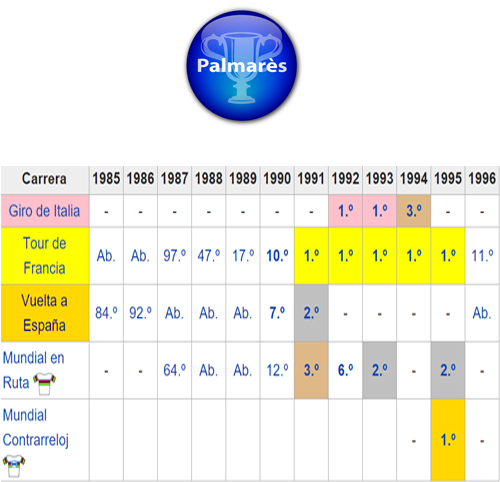 Palmarès
Carrera 1985 1986 1987 1988 1989 1990 1991 1992 1993 1994 1995 1996
Giro de Italia - - - - - - - 1.º 1.º 3.º - -
Tour de
Francia Ab. Ab. 97.º 47.º 17.º 10.º 1.º 1.º 1.º 1.º 1.º 11.º
Vuelta a
España 84.º 92.º Ab. Ab. Ab. 7.º 2.º - - - - Ab.
Mundial en
Ruta - - 64.º Ab. Ab. 12.º 3.º 6.º 2.º - 2.º -
Mundial
Contrarreloj - 1.º -